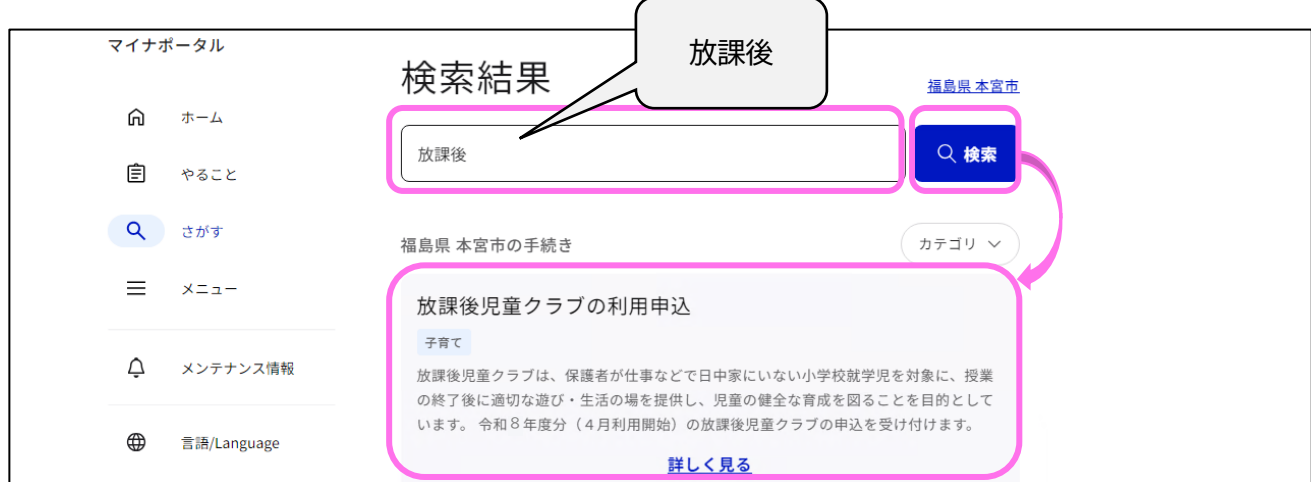 マイナポータル
ホーム
やること
さがす
メニュー
メンテナンス情報
言語/Language
放課後
検索結果
福島県 本宮市
放課後
検索
福島県 本宮市の手続き
カテゴリ
放課後児童クラブの利用申込
子育て
放課後児童クラブは、保護者が仕事などで日中家にいない小学校就学児を対象に、授業
の終了後に適切な遊び・生活の場を提供し、児童の健全な育成を図ることを目的として
います。 令和８年度分（４月利用開始）の放課後児童クラブの申込を受け付けます。
詳しく見る